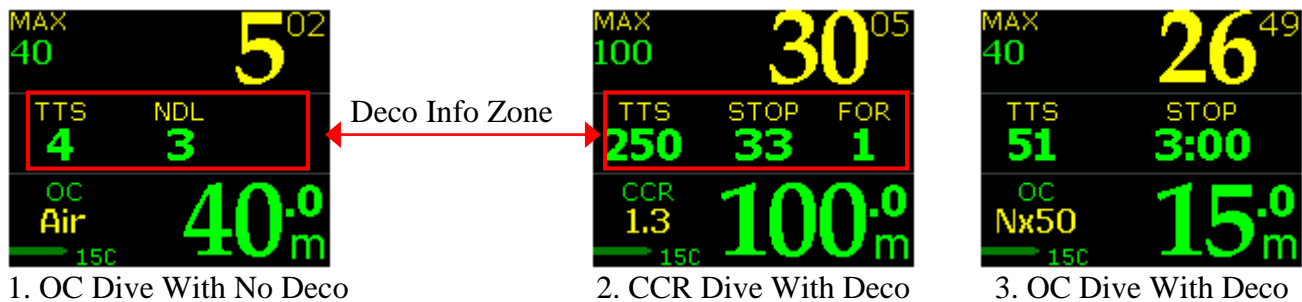 MAX
40
5 02
TTS NDL
4 3
OC
Air
15C
40.0 m
1. OC Dive With No Deco
Deco Info Zone
MAX
100
30 05
TTS STOP FOR
250 33 1
CCR
1.3
15C
100.0 m
2. CCR Dive With Deco
MAX
40
26 49
TTS STOP
51 3:00
OC
Nx50
15C
15.0 m
3. OC Dive With Deco